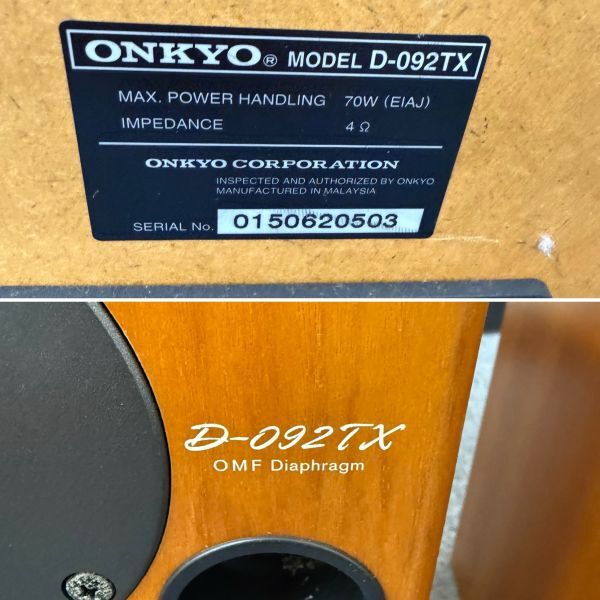 ONKYO® MODEL D-092TX
MAX. POWER HANDLING 70W (EIAJ)
IMPEDANCE 4 Ω
ONKYO CORPORATION
INSPECTED AND AUTHORIZED BY ONKYO
MANUFACTURED IN MALAYSIA
SERIAL No. 0150620503
D-092TX
OMF Diaphragm